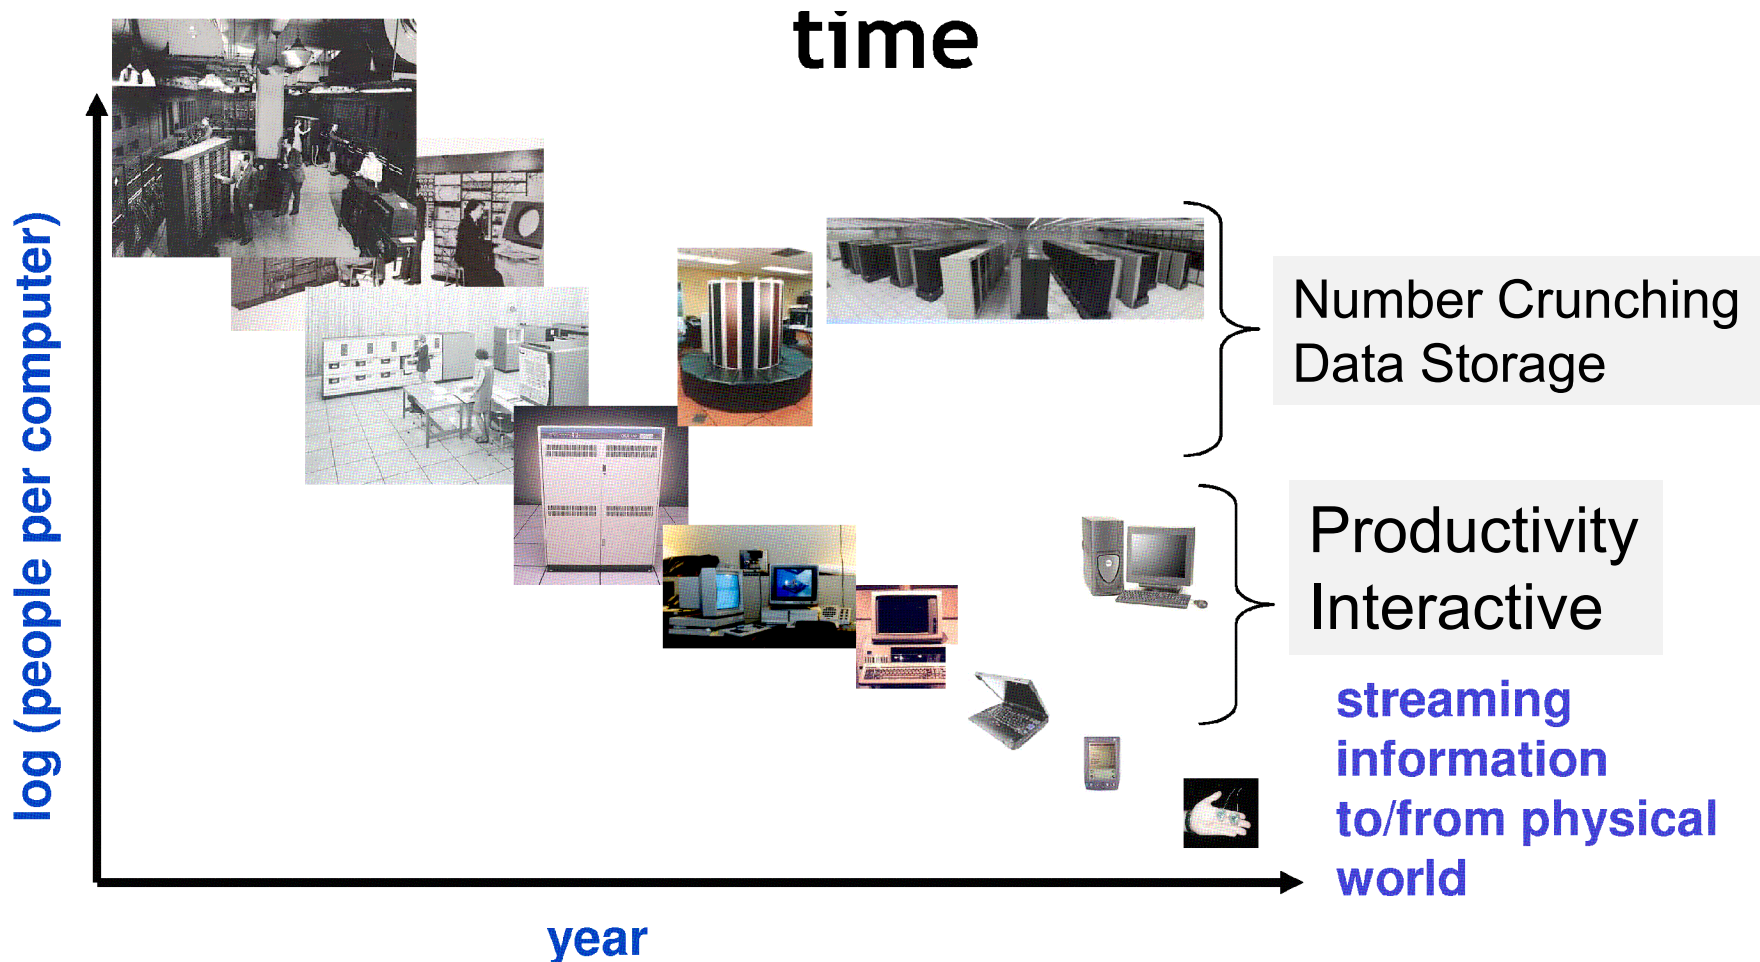 time
log (people per computer)
Number Crunching
Data Storage
Productivity
Interactive
streaming
information
to/from physical
world
year